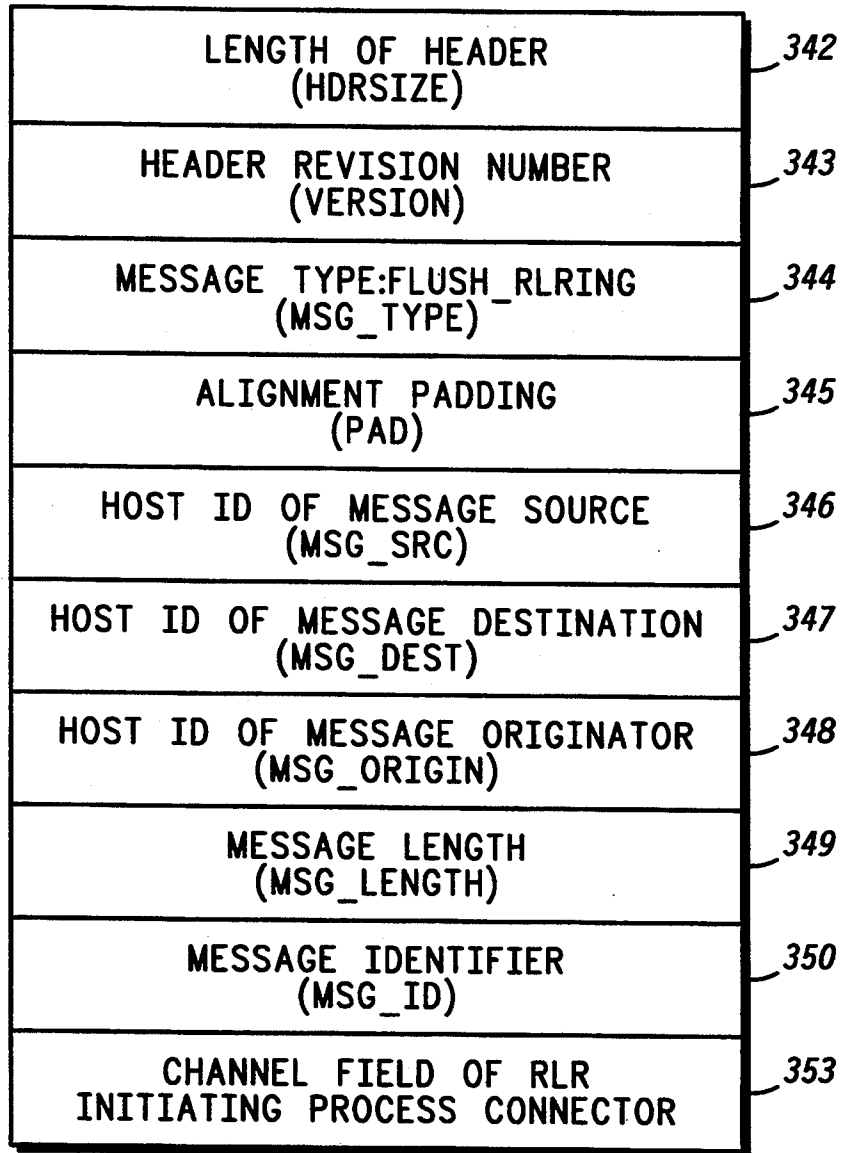 LENGTH OF HEADER
(HDRSIZE)
342
HEADER REVISION NUMBER
(VERSION)
343
MESSAGE TYPE:FLUSH_RLRING
(MSG_TYPE)
344
ALIGNMENT PADDING
(PAD)
345
HOST ID OF MESSAGE SOURCE
(MSG_SRC)
346
HOST ID OF MESSAGE DESTINATION
(MSG_DEST)
347
HOST ID OF MESSAGE ORIGINATOR
(MSG_ORIGIN)
348
MESSAGE LENGTH
(MSG_LENGTH)
349
MESSAGE IDENTIFIER
(MSG_ID)
350
CHANNEL FIELD OF RLR
INITIATING PROCESS CONNECTOR
353